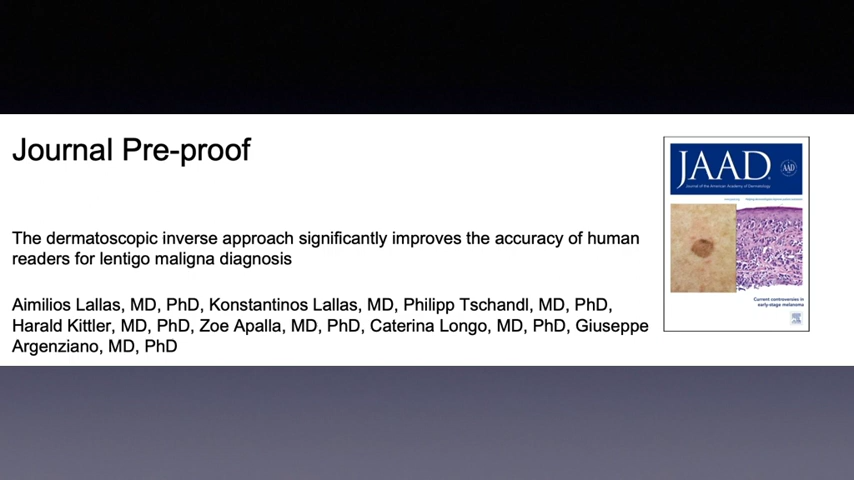 Journal Pre-proof
JAAD
Journal of the American Academy of Dermatology
AAD
The dermatoscopic inverse approach significantly improves the accuracy of human
readers for lentigo maligna diagnosis
Aimilios Lallas, MD, PhD, Konstantinos Lallas, MD, Philipp Tschandl, MD, PhD,
Harald Kittler, MD, PhD, Zoe Apalla, MD, PhD, Caterina Longo, MD, PhD, Giuseppe
Argenziano, MD, PhD
Current controversies in
early-stage melanoma